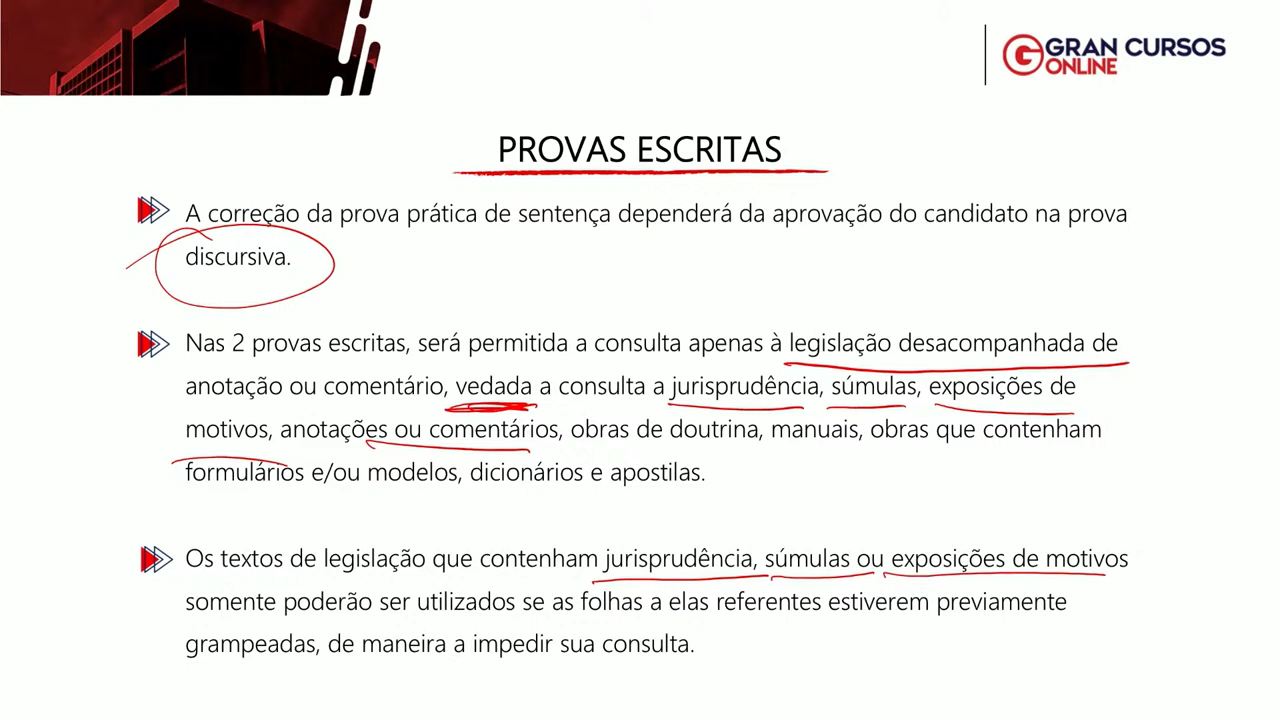 GRAN CURSOS
ONLINE
PROVAS ESCRITAS
A correção da prova prática de sentença dependerá da aprovação do candidato na prova
discursiva.
Nas 2 provas escritas, será permitida a consulta apenas à legislação desacompanhada de
anotação ou comentário, vedada a consulta a jurisprudência, súmulas, exposições de
motivos, anotações ou comentários, obras de doutrina, manuais, obras que contenham
formulários e/ou modelos, dicionários e apostilas.
Os textos de legislação que contenham jurisprudência, súmulas ou exposições de motivos
somente poderão ser utilizados se as folhas a elas referentes estiverem previamente
grampeadas, de maneira a impedir sua consulta.